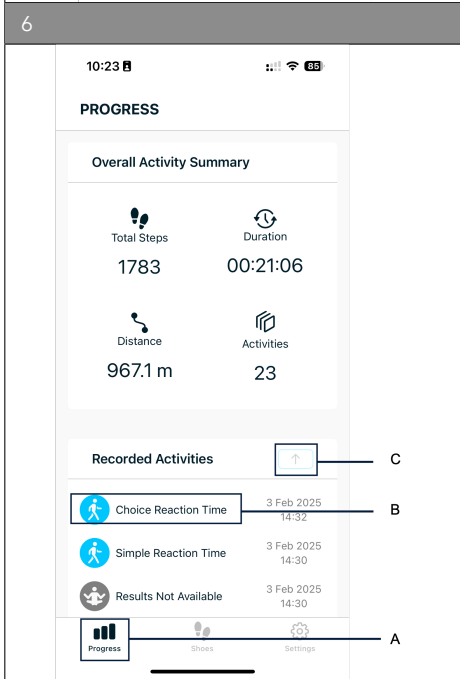 6
10:23
85
PROGRESS
Overall Activity Summary
Total Steps
Duration
1783
00:21:06
Distance
Activities
967.1 m
23
Recorded Activities
C
Choice Reaction Time
3 Feb 2025
14:32
B
Simple Reaction Time
3 Feb 2025
14:30
Results Not Available
3 Feb 2025
14:30
Progress
Shoes
Settings
A